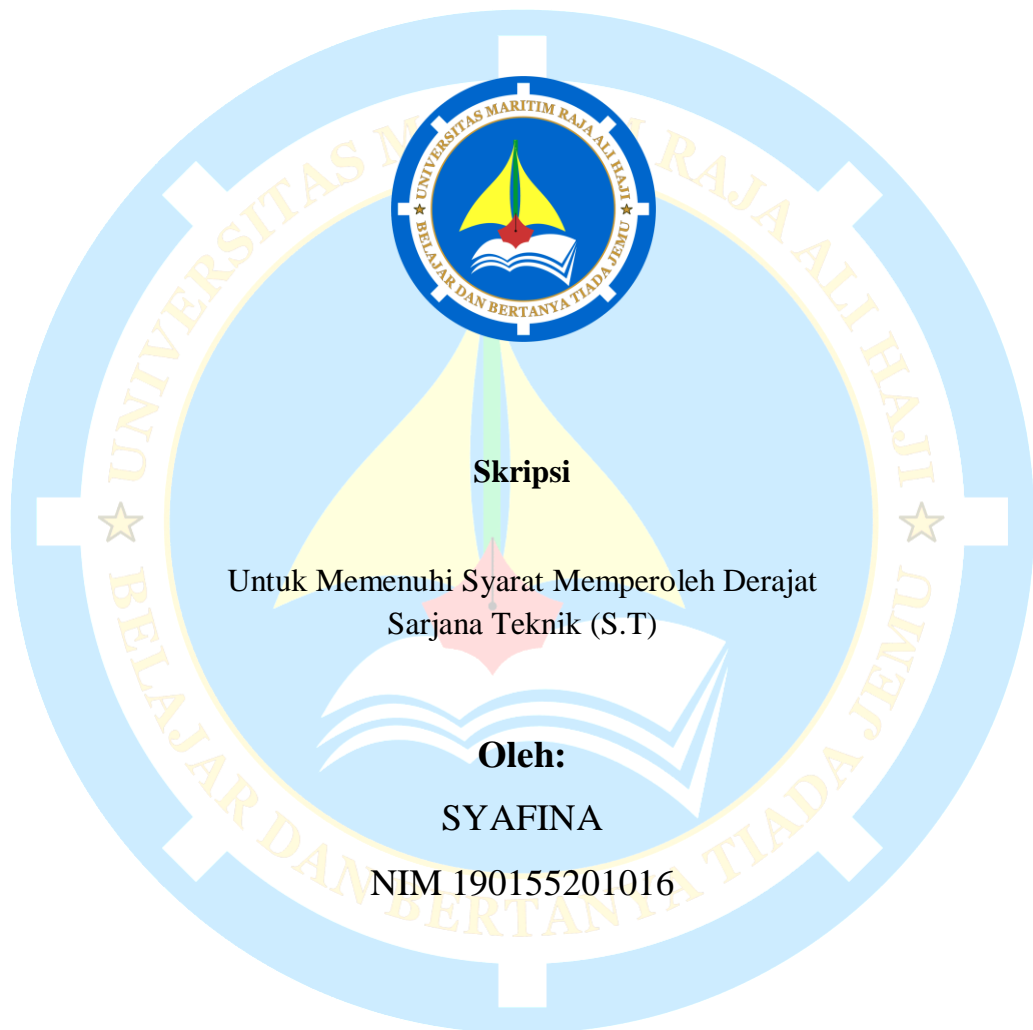 UNIVERSITAS MARITIM RAJA ALI HAJI
BELAJAR DAN BERTANYA TIADA JEMU
Skripsi
Untuk Memenuhi Syarat Memperoleh Derajat
Sarjana Teknik (S.T)
Oleh:
SYAFINA
NIM 190155201016
UNIVERSITAS MARITIM RAJA ALI HAJI
BELAJAR DAN BERTANYA TIADA JEMU